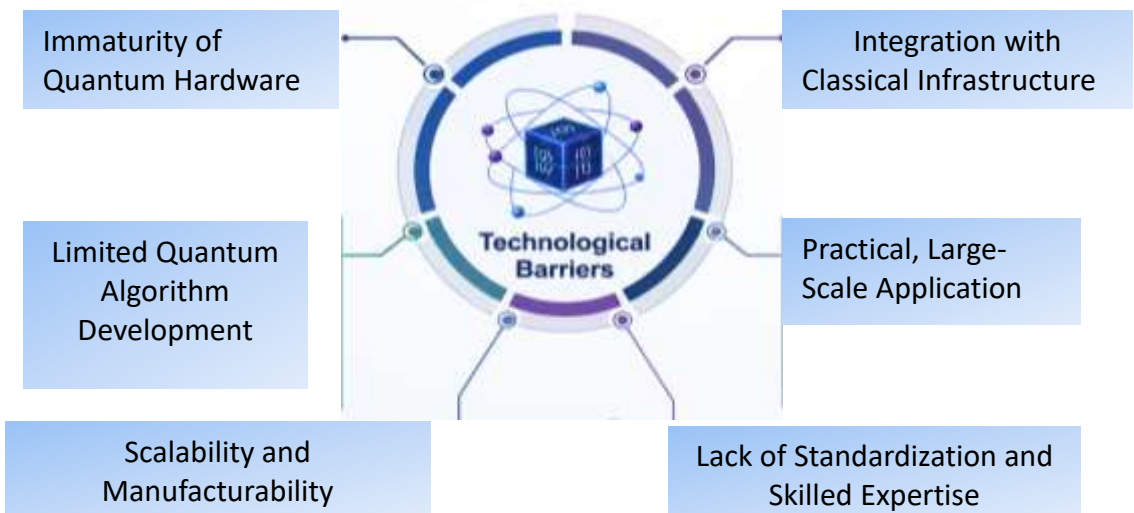 Immaturity of
Quantum Hardware
Integration with
Classical Infrastructure
Technological
Barriers
Limited Quantum
Algorithm
Development
Practical, Large-
Scale Application
Scalability and
Manufacturability
Lack of Standardization and
Skilled Expertise